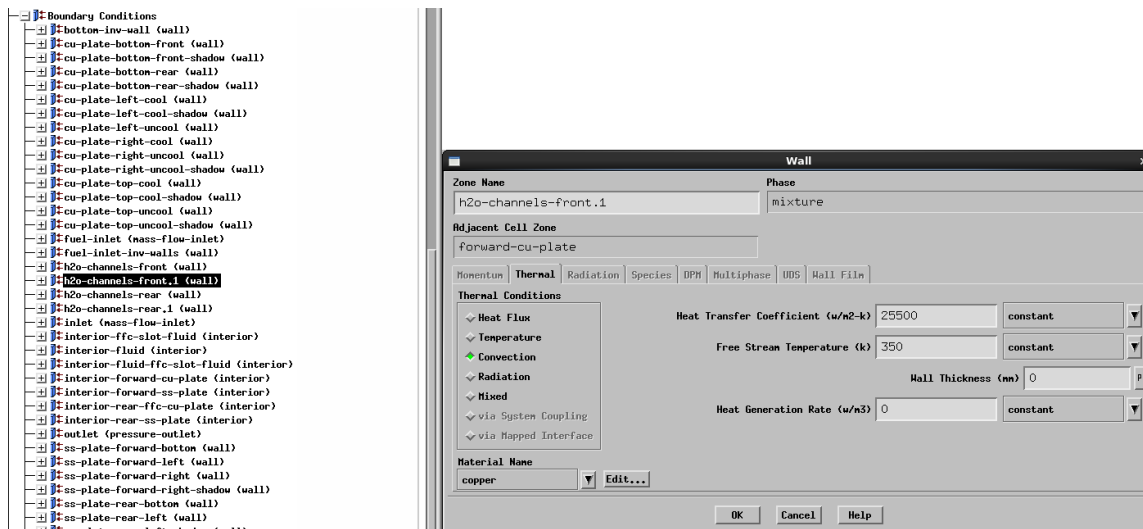 Boundary Conditions
bottom-inv-wall (wall)
cu-plate-bottom-front (wall)
cu-plate-bottom-front-shadow (wall)
cu-plate-bottom-rear (wall)
cu-plate-bottom-rear-shadow (wall)
cu-plate-left-cool (wall)
cu-plate-left-cool-shadow (wall)
cu-plate-left-uncool (wall)
cu-plate-right-cool (wall)
cu-plate-right-uncool (wall)
cu-plate-right-uncool-shadow (wall)
cu-plate-top-cool (wall)
cu-plate-top-cool-shadow (wall)
cu-plate-top-uncool (wall)
cu-plate-top-uncool-shadow (wall)
fuel-inlet (mass-flow-inlet)
fuel-inlet-inv-walls (wall)
h2o-channels-front (wall)
h2o-channels-front.1 (wall)
h2o-channels-rear (wall)
h2o-channels-rear.1 (wall)
inlet (mass-flow-inlet)
interior-ffc-slot-fluid (interior)
interior-fluid (interior)
interior-fluid-ffc-slot-fluid (interior)
interior-forward-cu-plate (interior)
interior-forward-ss-plate (interior)
interior-rear-ffc-cu-plate (interior)
interior-rear-ss-plate (interior)
outlet (pressure-outlet)
ss-plate-forward-bottom (wall)
ss-plate-forward-left (wall)
ss-plate-forward-right (wall)
ss-plate-forward-right-shadow (wall)
ss-plate-rear-bottom (wall)
ss-plate-rear-left (wall)
Wall
Zone Name Phase
h2o-channels-front.1 mixture
Adjacent Cell Zone
forward-cu-plate
Momentum Thermal Radiation Species DPM Multiphase UDS Wall Film
Thermal Conditions
Heat Flux
Temperature
Convection
Radiation
Mixed
via System Coupling
via Mapped Interface
Heat Transfer Coefficient (w/m2-k) 25500 constant
Free Stream Temperature (k) 350 constant
Wall Thickness (mm) 0
Heat Generation Rate (w/m3) 0 constant
Material Name
copper Edit...
OK Cancel Help